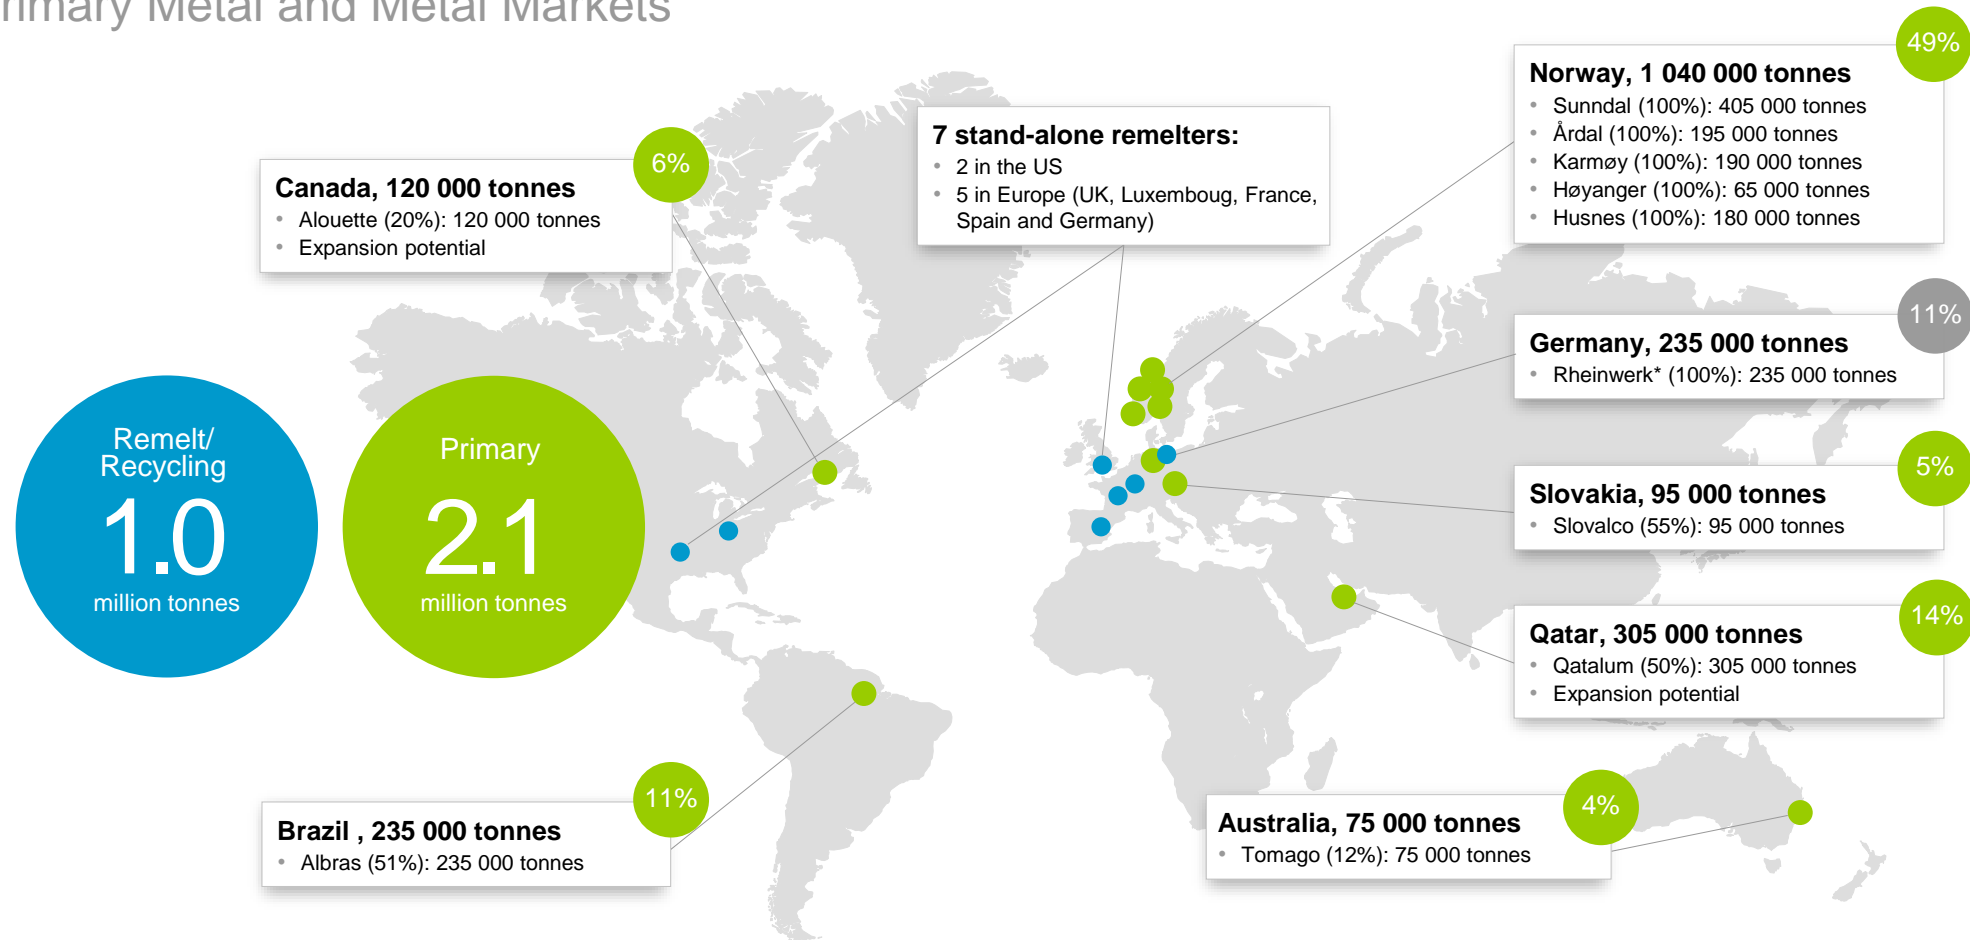 rimary Metal and Metal Markets
49%
Norway, 1 040 000 tonnes
• Sunndal (100%): 405 000 tonnes
• Årdal (100%): 195 000 tonnes
• Karmøy (100%): 190 000 tonnes
• Høyanger (100%): 65 000 tonnes
• Husnes (100%): 180 000 tonnes
7 stand-alone remelters:
• 2 in the US
• 5 in Europe (UK, Luxemboug, France,
Spain and Germany)
6%
Canada, 120 000 tonnes
• Alouette (20%): 120 000 tonnes
• Expansion potential
11%
Germany, 235 000 tonnes
• Rheinwerk* (100%): 235 000 tonnes
Remelt/
Recycling
1.0
million tonnes
Primary
2.1
million tonnes
5%
Slovakia, 95 000 tonnes
• Slovalco (55%): 95 000 tonnes
14%
Qatar, 305 000 tonnes
• Qatalum (50%): 305 000 tonnes
• Expansion potential
11%
Brazil , 235 000 tonnes
• Albras (51%): 235 000 tonnes
4%
Australia, 75 000 tonnes
• Tomago (12%): 75 000 tonnes